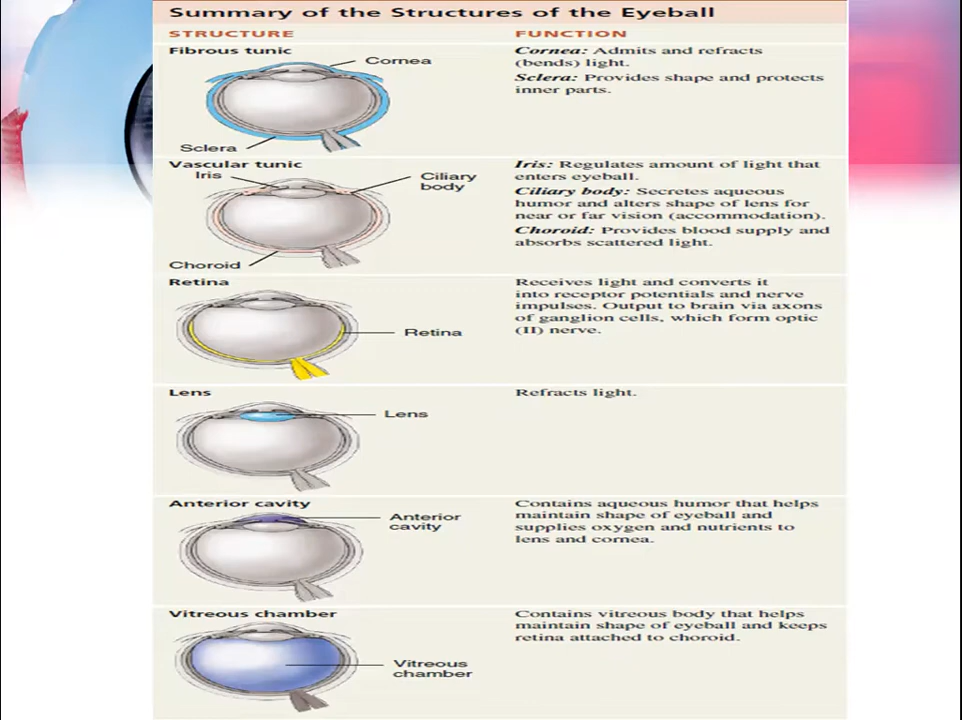 Summary of the Structures of the Eyeball
STRUCTURE FUNCTION
Fibrous tunic
Cornea
Sclera
Cornea: Admits and refracts
(bends) light.
Sclera: Provides shape and protects
inner parts.
Vascular tunic
Iris
Ciliary
body
Choroid
Iris: Regulates amount of light that
enters eyeball.
Ciliary body: Secretes aqueous
humor and alters shape of lens for
near or far vision (accommodation).
Choroid: Provides blood supply and
absorbs scattered light.
Retina
Retina
Receives light and converts it
into receptor potentials and nerve
impulses. Output to brain via axons
of ganglion cells, which form optic
(II) nerve.
Lens
Lens
Refracts light.
Anterior cavity
Anterior
cavity
Contains aqueous humor that helps
maintain shape of eyeball and
supplies oxygen and nutrients to
lens and cornea.
Vitreous chamber
Vitreous
chamber
Contains vitreous body that helps
maintain shape of eyeball and keeps
retina attached to choroid.